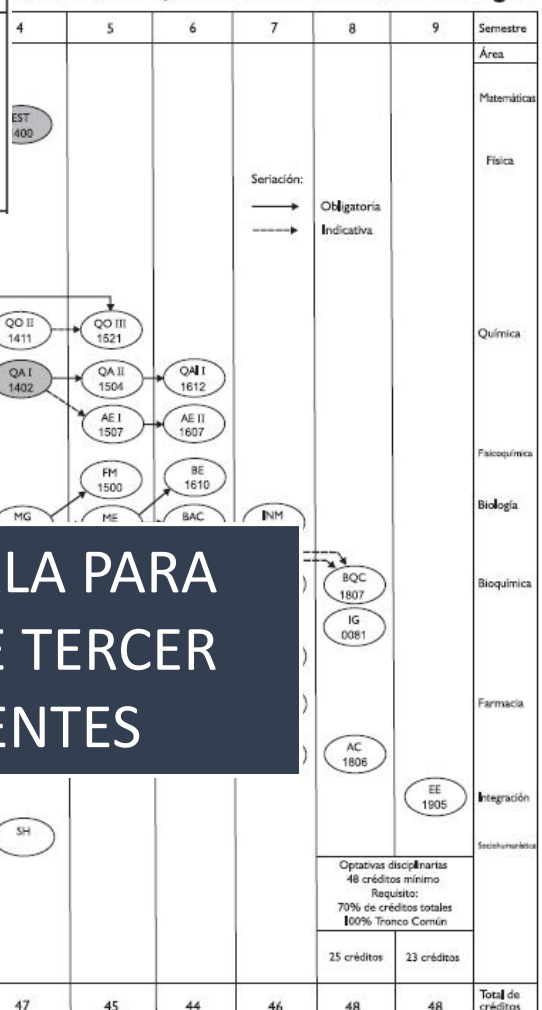 4 5 6 7 8 9 Semestre
Área
Matemáticas
EST
400
Física
Seriación:
Obligatoria
Indicativa
QO II
1411
QO III
1521
Química
QA I
1402
QA II
1504
QAI I
1612
AE I
1507
AE II
1607
Fisicoquímica
FM
1500
BE
1610
Biología
MG
ME
BAC
INM
LA PARA
TERCER
ENTES
BQC
1807
Bioquímica
IG
0081
Farmacia
AC
1806
EE
1905
Integración
SH
Sociohumanística
Optativas disciplinarias
48 créditos mínimo
Requisito:
70% de créditos totales
100% Tronco Común
25 créditos 23 créditos
47 45 44 46 48 48 Total de
créditos